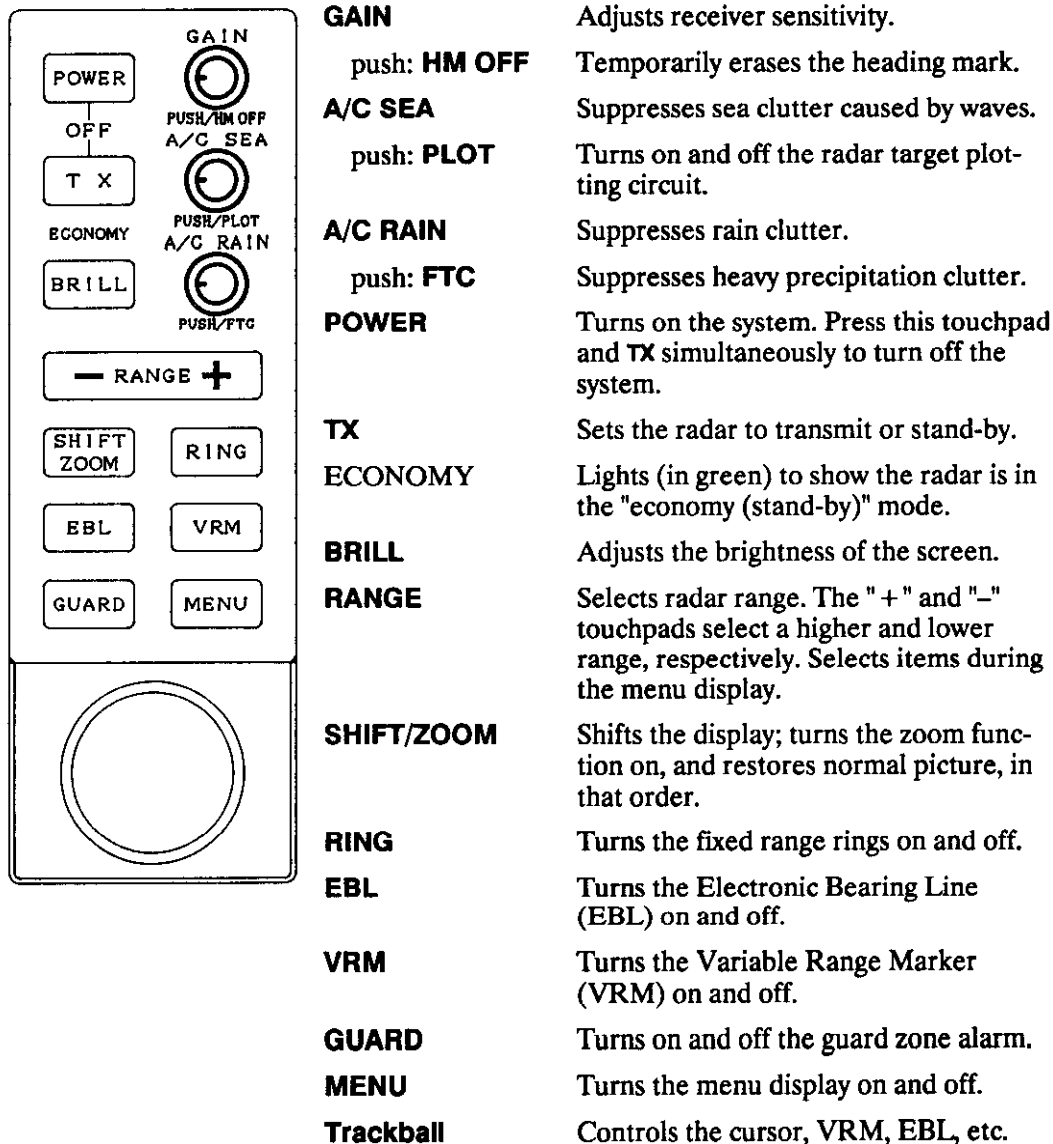 GAIN
POWER
PUSH/HM OFF
OFF
A/C SEA
T X
PUSH/PLOT
ECONOMY
A/C RAIN
BRILL
PUSH/FTC
— RANGE +
SHIFT
ZOOM
RING
EBL
VRM
GUARD
MENU
GAIN Adjusts receiver sensitivity.
push: HM OFF Temporarily erases the heading mark.
A/C SEA Suppresses sea clutter caused by waves.
push: PLOT Turns on and off the radar target plot-
ting circuit.
A/C RAIN Suppresses rain clutter.
push: FTC Suppresses heavy precipitation clutter.
POWER Turns on the system. Press this touchpad
and TX simultaneously to turn off the
system.
TX Sets the radar to transmit or stand-by.
ECONOMY Lights (in green) to show the radar is in
the "economy (stand-by)" mode.
BRILL Adjusts the brightness of the screen.
RANGE Selects radar range. The " + " and "–"
touchpads select a higher and lower
range, respectively. Selects items during
the menu display.
SHIFT/ZOOM Shifts the display; turns the zoom func-
tion on, and restores normal picture, in
that order.
RING Turns the fixed range rings on and off.
EBL Turns the Electronic Bearing Line
(EBL) on and off.
VRM Turns the Variable Range Marker
(VRM) on and off.
GUARD Turns on and off the guard zone alarm.
MENU Turns the menu display on and off.
Trackball Controls the cursor, VRM, EBL, etc.